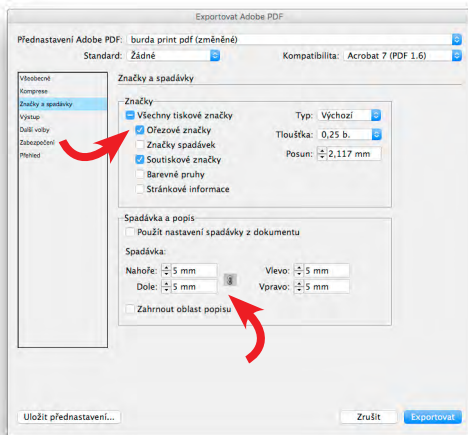 Exportovat Adobe PDF
Přednastavení Adobe PDF: burda print pdf (změněné)
Standard: Žádné Kompatibilita: Acrobat 7 (PDF 1.6)
Všeobecné
Komprese
Značky a spadávky
Výstup
Další volby
Zabezpečení
Přehled
Značky a spadávky
Značky
Všechny tiskové značky Typ: Výchozí
Ořezové značky Tloušťka: 0,25 b.
Značky spadávek Posun: 2,117 mm
Soutiskové značky
Barevné pruhy
Stránkové informace
Spadávka a popis
Použít nastavení spadávky z dokumentu
Spadávka:
Nahoře: 5 mm Vlevo: 5 mm
Dole: 5 mm Vpravo: 5 mm
Zahrnout oblast popisu
Uložit přednastavení... Zrušit Exportovat